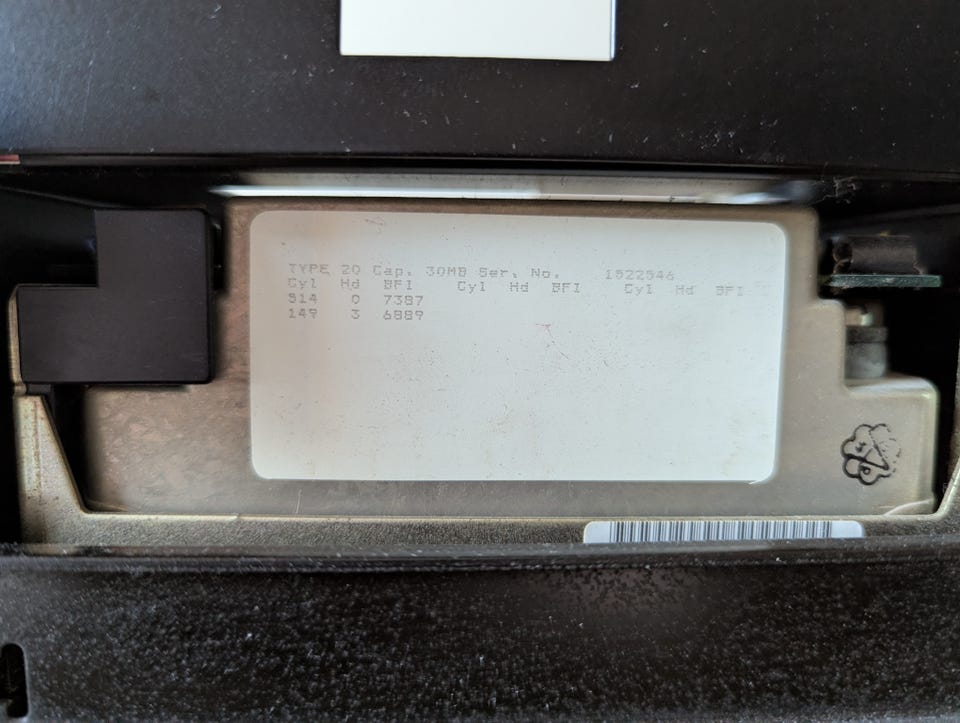 TYPE 20 Cap. 30MB Ser. No. 1522546
Cyl Hd BFI Cyl Hd BFI Cyl Hd BFI
514 0 7387
149 3 6889